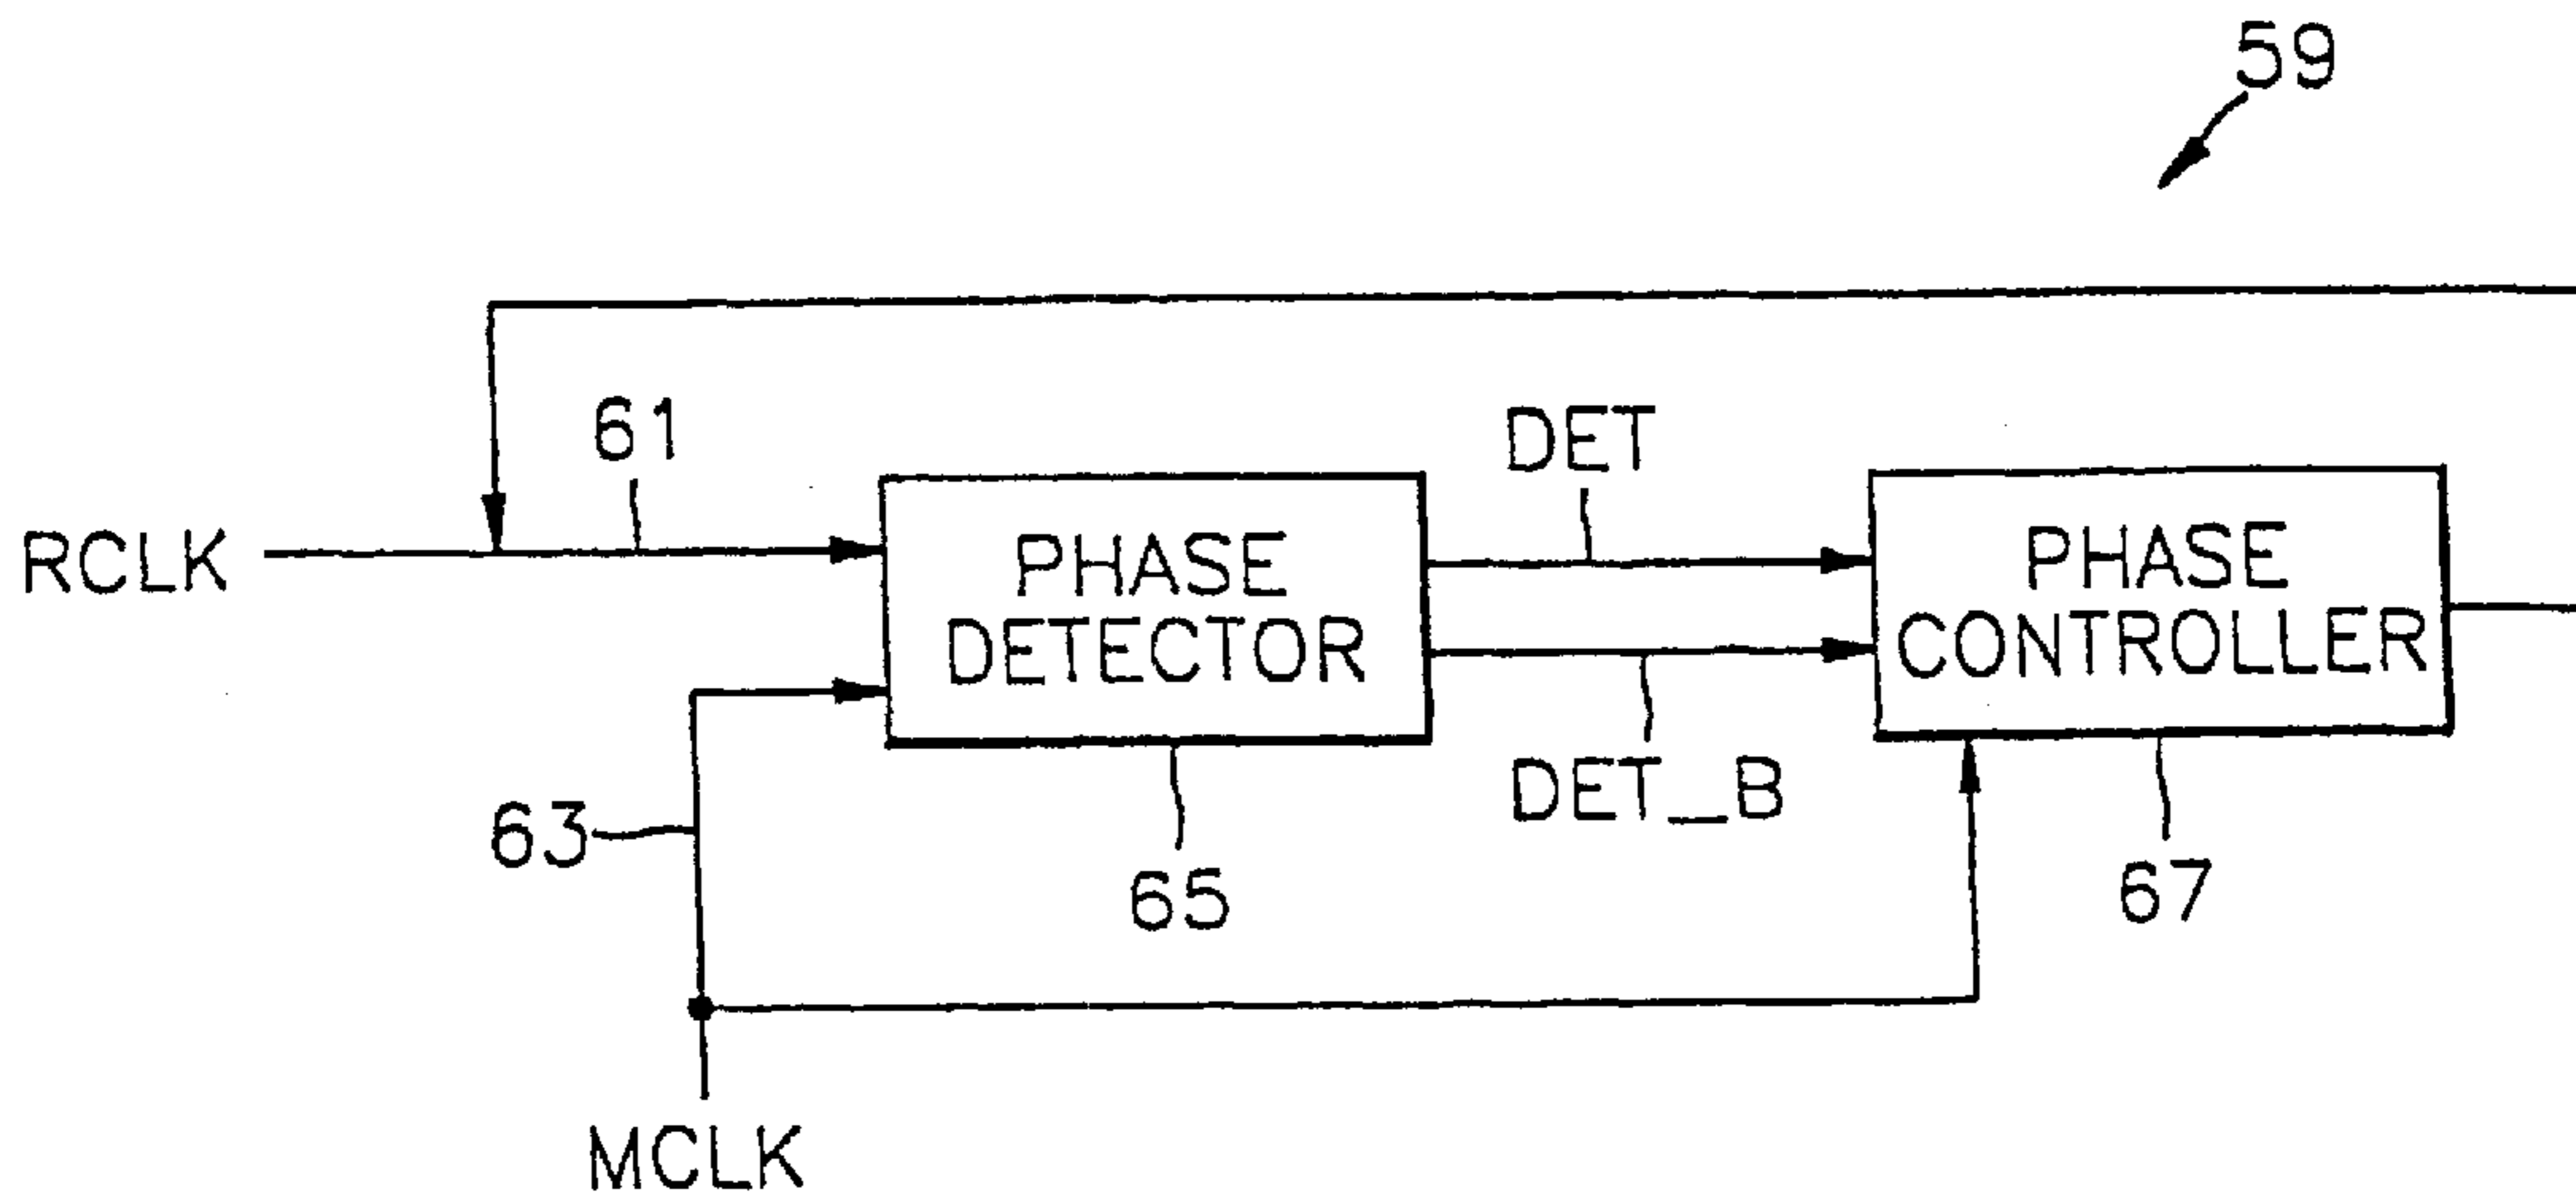 59
61
DET
RCLK
PHASE
DETECTOR
PHASE
CONTROLLER
63
DET_B
65
67
MCLK